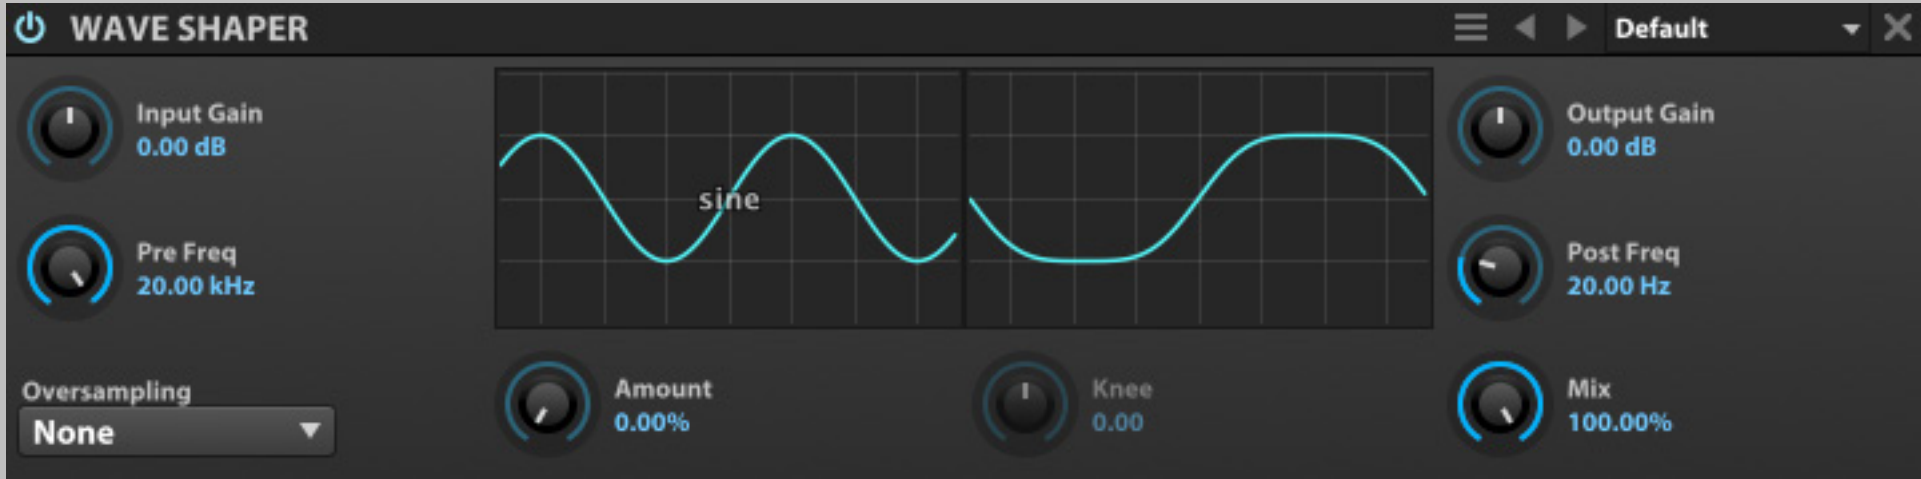 WAVE SHAPER
Default
Input Gain
0.00 dB
Pre Freq
20.00 kHz
Oversampling
None
sine
Amount
0.00%
Knee
0.00
Output Gain
0.00 dB
Post Freq
20.00 Hz
Mix
100.00%